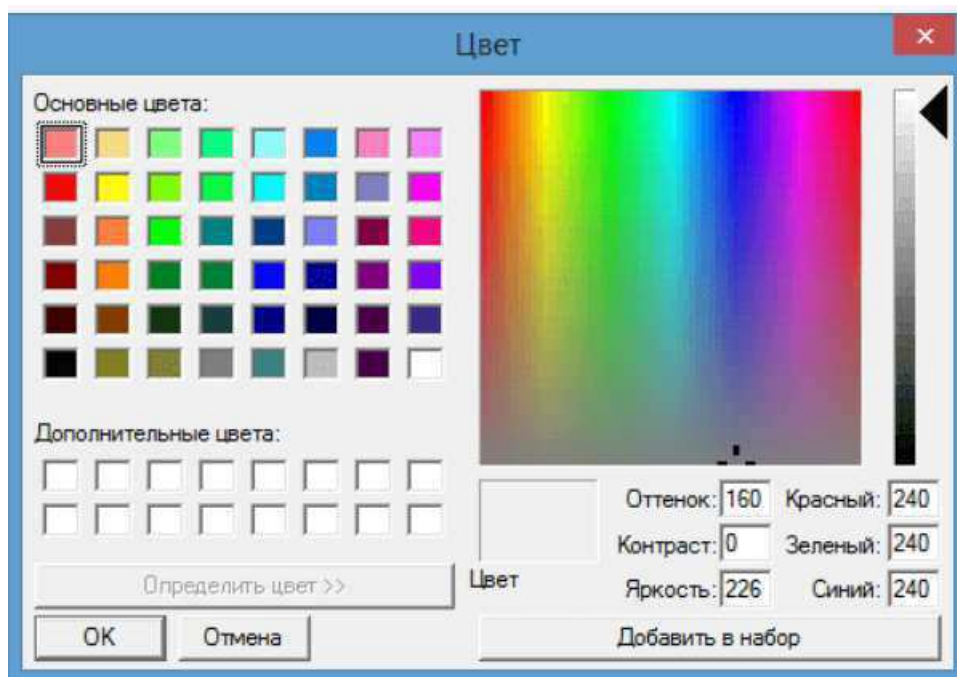 Цвет
Основные цвета:
Дополнительные цвета:
Определить цвет >>
ОК
Отмена
Цвет
Оттенок: 160
Красный: 240
Контраст: 0
Зеленый: 240
Яркость: 226
Синий: 240
Добавить в набор